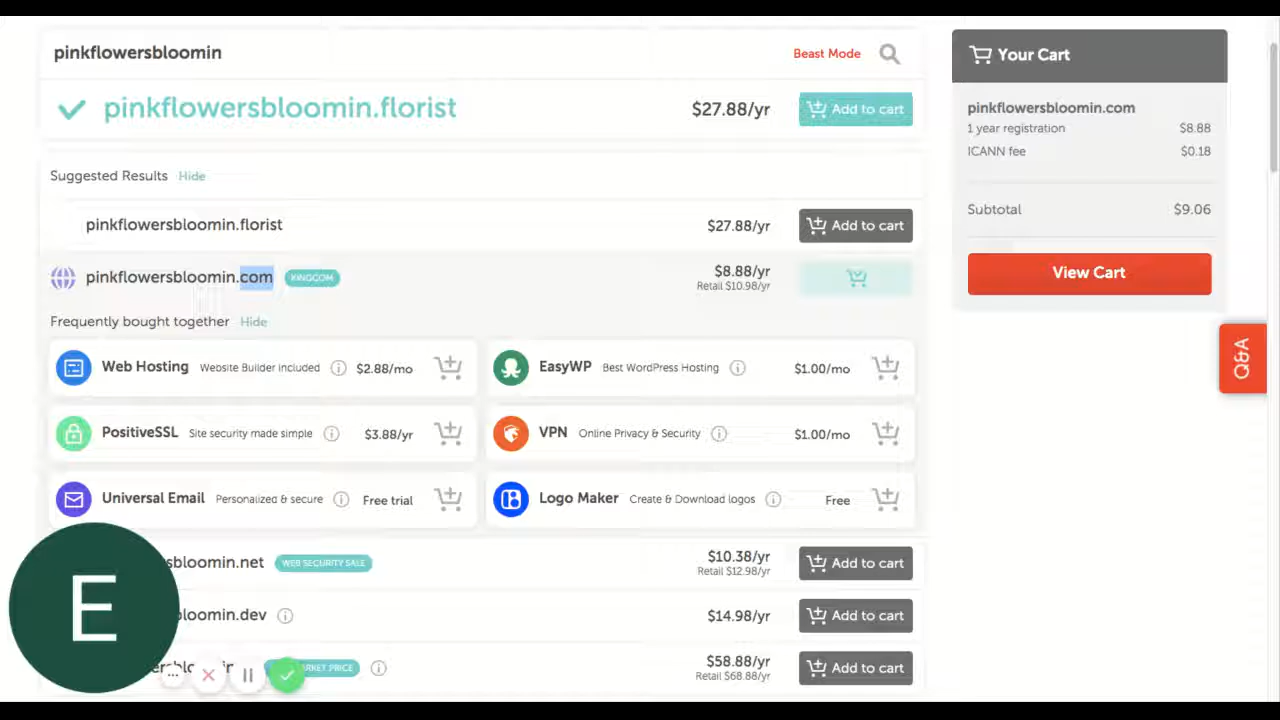 pinkflowersbloomin
Beast Mode
pinkflowersbloomin.florist
$27.88/yr
Add to cart
Suggested Results Hide
pinkflowersbloomin.florist
$27.88/yr
Add to cart
pinkflowersbloomin.com KINGCOM
$8.88/yr
Retail $10.98/yr
Frequently bought together Hide
Web Hosting Website Builder included $2.88/mo
EasyWP Best WordPress Hosting $1.00/mo
PositiveSSL Site security made simple $3.88/yr
VPN Online Privacy & Security $1.00/mo
Universal Email Personalized & secure Free trial
Logo Maker Create & Download logos Free
sbloomin.net WEB SECURITY SALE
$10.38/yr
Retail $12.98/yr
Add to cart
bloomin.dev
$14.98/yr
Add to cart
MARKET PRICE
$58.88/yr
Retail $68.88/yr
Add to cart
E
Your Cart
pinkflowersbloomin.com
1 year registration $8.88
ICANN fee $0.18
Subtotal $9.06
View Cart
Q&A